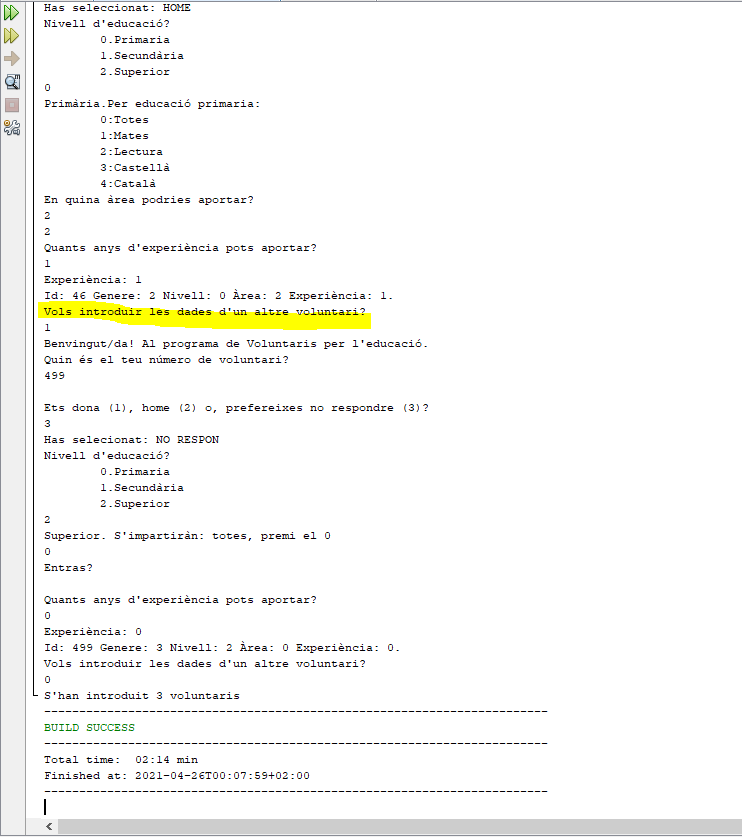 Has seleccionat: HOME
Nivell d'educació?
0.Primaria
1.Secundària
2.Superior
0
Primària.Per educació primaria:
0:Totes
1:Mates
2:Lectura
3:Castellà
4:Català
En quina àrea podries aportar?
2
2
Quants anys d'experiència pots aportar?
1
Experiència: 1
Id: 46 Genere: 2 Nivell: 0 Àrea: 2 Experiència: 1.
Vols introduir les dades d'un altre voluntari?
1
Benvingut/da! Al programa de Voluntaris per l'educació.
Quin és el teu número de voluntari?
499
Ets dona (1), home (2) o, prefereixes no respondre (3)?
3
Has selecionat: NO RESPON
Nivell d'educació?
0.Primaria
1.Secundària
2.Superior
2
Superior. S'impartiràn: totes, premi el 0
0
Entras?
Quants anys d'experiència pots aportar?
0
Experiència: 0
Id: 499 Genere: 3 Nivell: 2 Àrea: 0 Experiència: 0.
Vols introduir les dades d'un altre voluntari?
0
S'han introduit 3 voluntaris
------------------------------------------------------------------------
BUILD SUCCESS
------------------------------------------------------------------------
Total time:  02:14 min
Finished at: 2021-04-26T00:07:59+02:00
------------------------------------------------------------------------